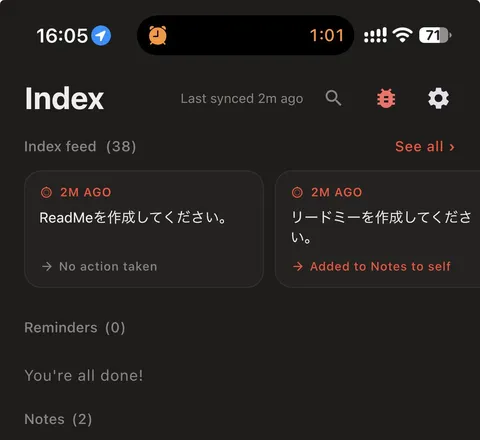 16:05
1:01
71
Index
Last synced 2m ago
Index feed (38)
See all ›
2M AGO
ReadMeを作成してください。
→ No action taken
2M AGO
リードミーを作成してくださ
い。
→ Added to Notes to self
Reminders (0)
You're all done!
Notes (2)